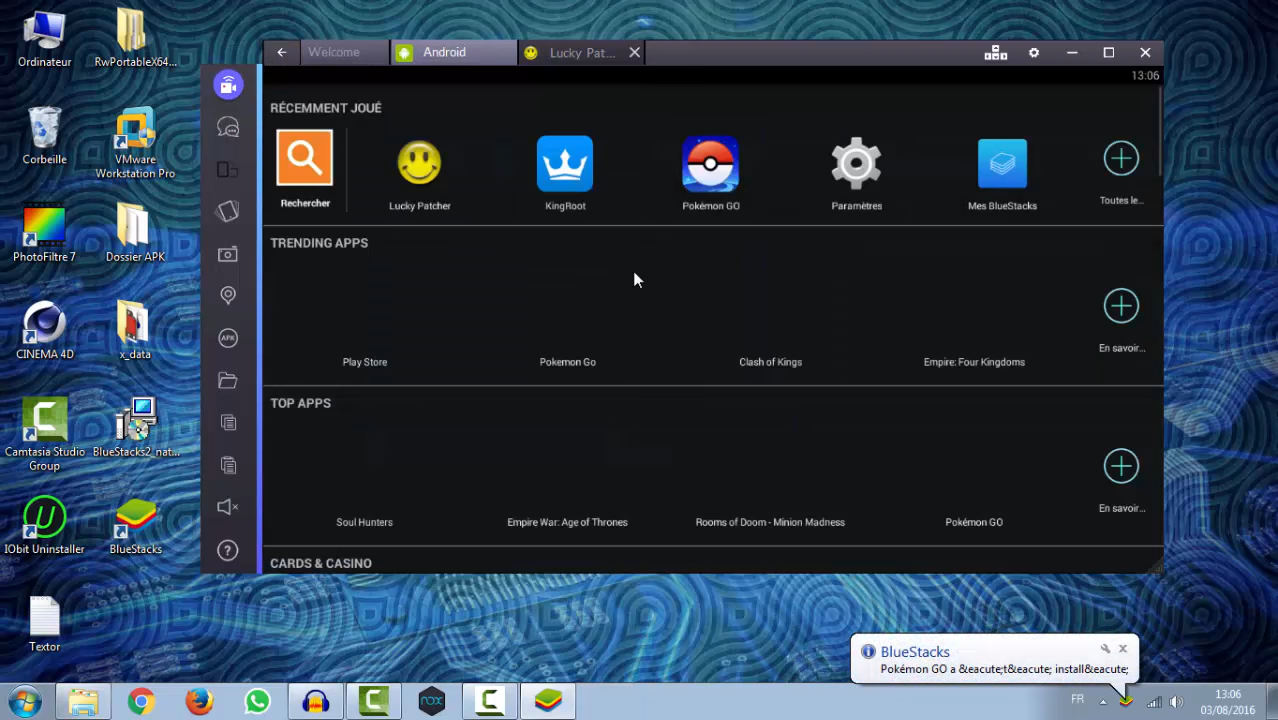 Ordinateur
RwPortableX64...
Corbeille
VMware
Workstation Pro
PhotoFiltre 7
Dossier APK
CINEMA 4D
x_data
Camtasia Studio
Group
BlueStacks2_nat...
IObit Uninstaller
BlueStacks
Textor
Welcome
Android
Lucky Pat...
13:06
APK
RÉCEMMENT JOUÉ
Rechercher
Lucky Patcher
KingRoot
Pokémon GO
Paramètres
Mes BlueStacks
Toutes le...
TRENDING APPS
Play Store
Pokemon Go
Clash of Kings
Empire: Four Kingdoms
En savoir...
TOP APPS
Soul Hunters
Empire War: Age of Thrones
Rooms of Doom - Minion Madness
Pokémon GO
En savoir...
CARDS & CASINO
BlueStacks
Pokémon GO a &eacute;t&eacute; install&eacute;
nox
FR
13:06
03/08/2016